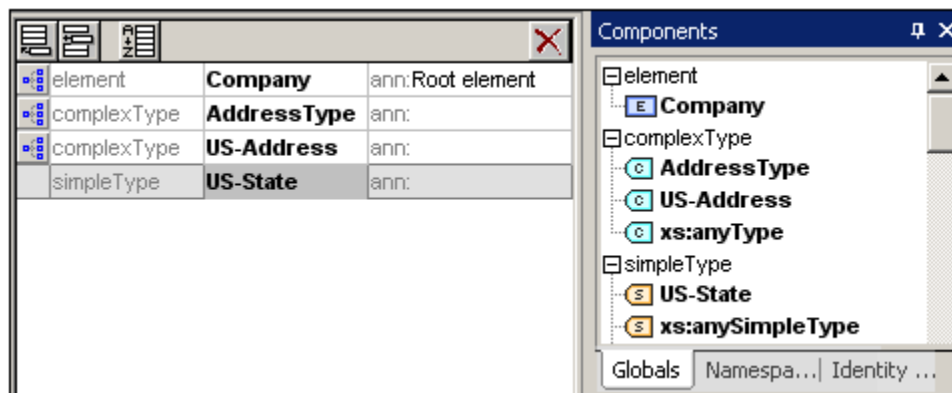 element Company ann:Root element
complexType AddressType ann:
complexType US-Address ann:
simpleType US-State ann:
Components
element
E Company
complexType
C AddressType
C US-Address
C xs:anyType
simpleType
S US-State
S xs:anySimpleType
Globals Namespa... Identity ...